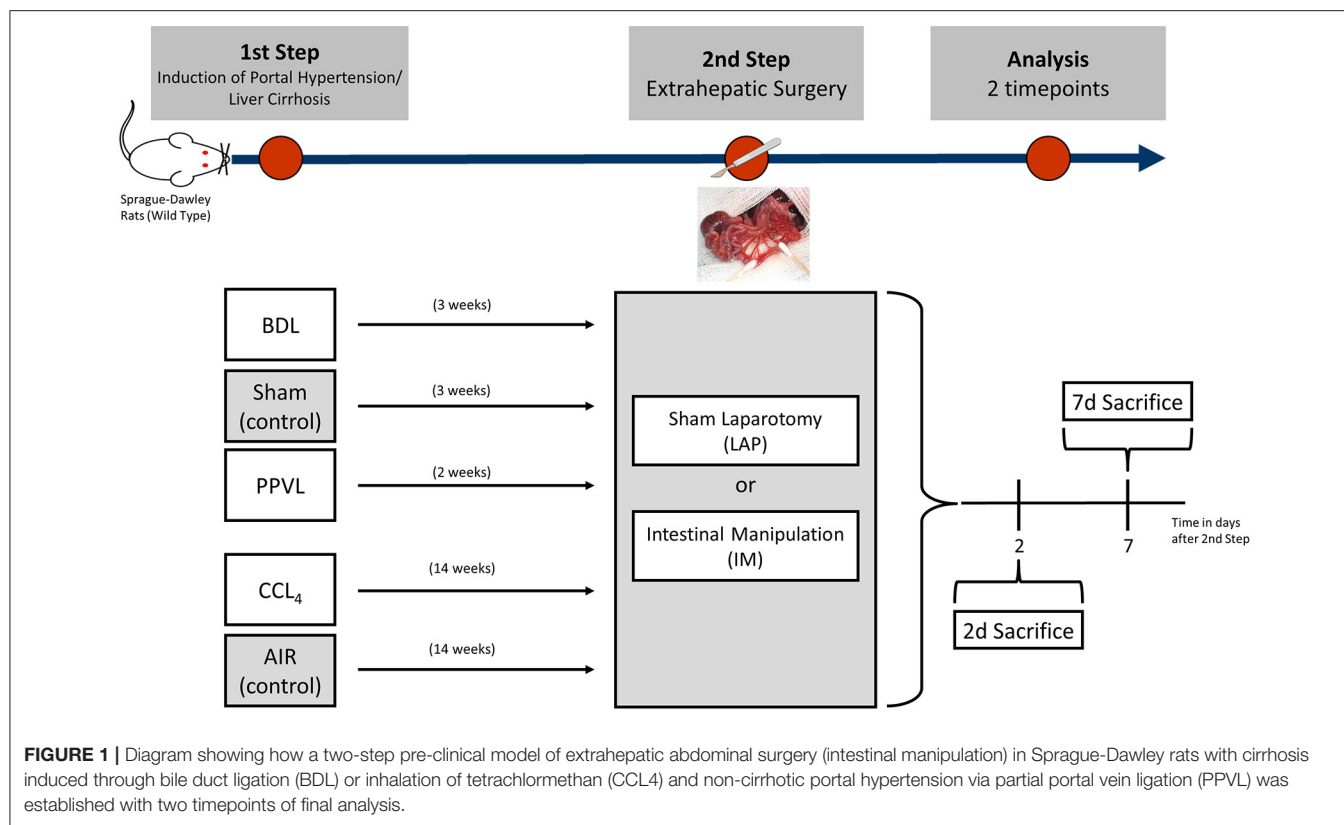 1st Step
Induction of Portal Hypertension/
Liver Cirrhosis
2nd Step
Extrahepatic Surgery
Analysis
2 timepoints
Sprague-Dawley
Rats (Wild Type)
BDL
(3 weeks)
Sham
(control)
(3 weeks)
PPVL
(2 weeks)
CCL4
(14 weeks)
AIR
(control)
(14 weeks)
Sham Laparotomy
(LAP)
or
Intestinal Manipulation
(IM)
7d Sacrifice
2
7
Time in days
after 2nd Step
2d Sacrifice
FIGURE 1 | Diagram showing how a two-step pre-clinical model of extrahepatic abdominal surgery (intestinal manipulation) in Sprague-Dawley rats with cirrhosis
induced through bile duct ligation (BDL) or inhalation of tetrachlormethan (CCL4) and non-cirrhotic portal hypertension via partial portal vein ligation (PPVL) was
established with two timepoints of final analysis.